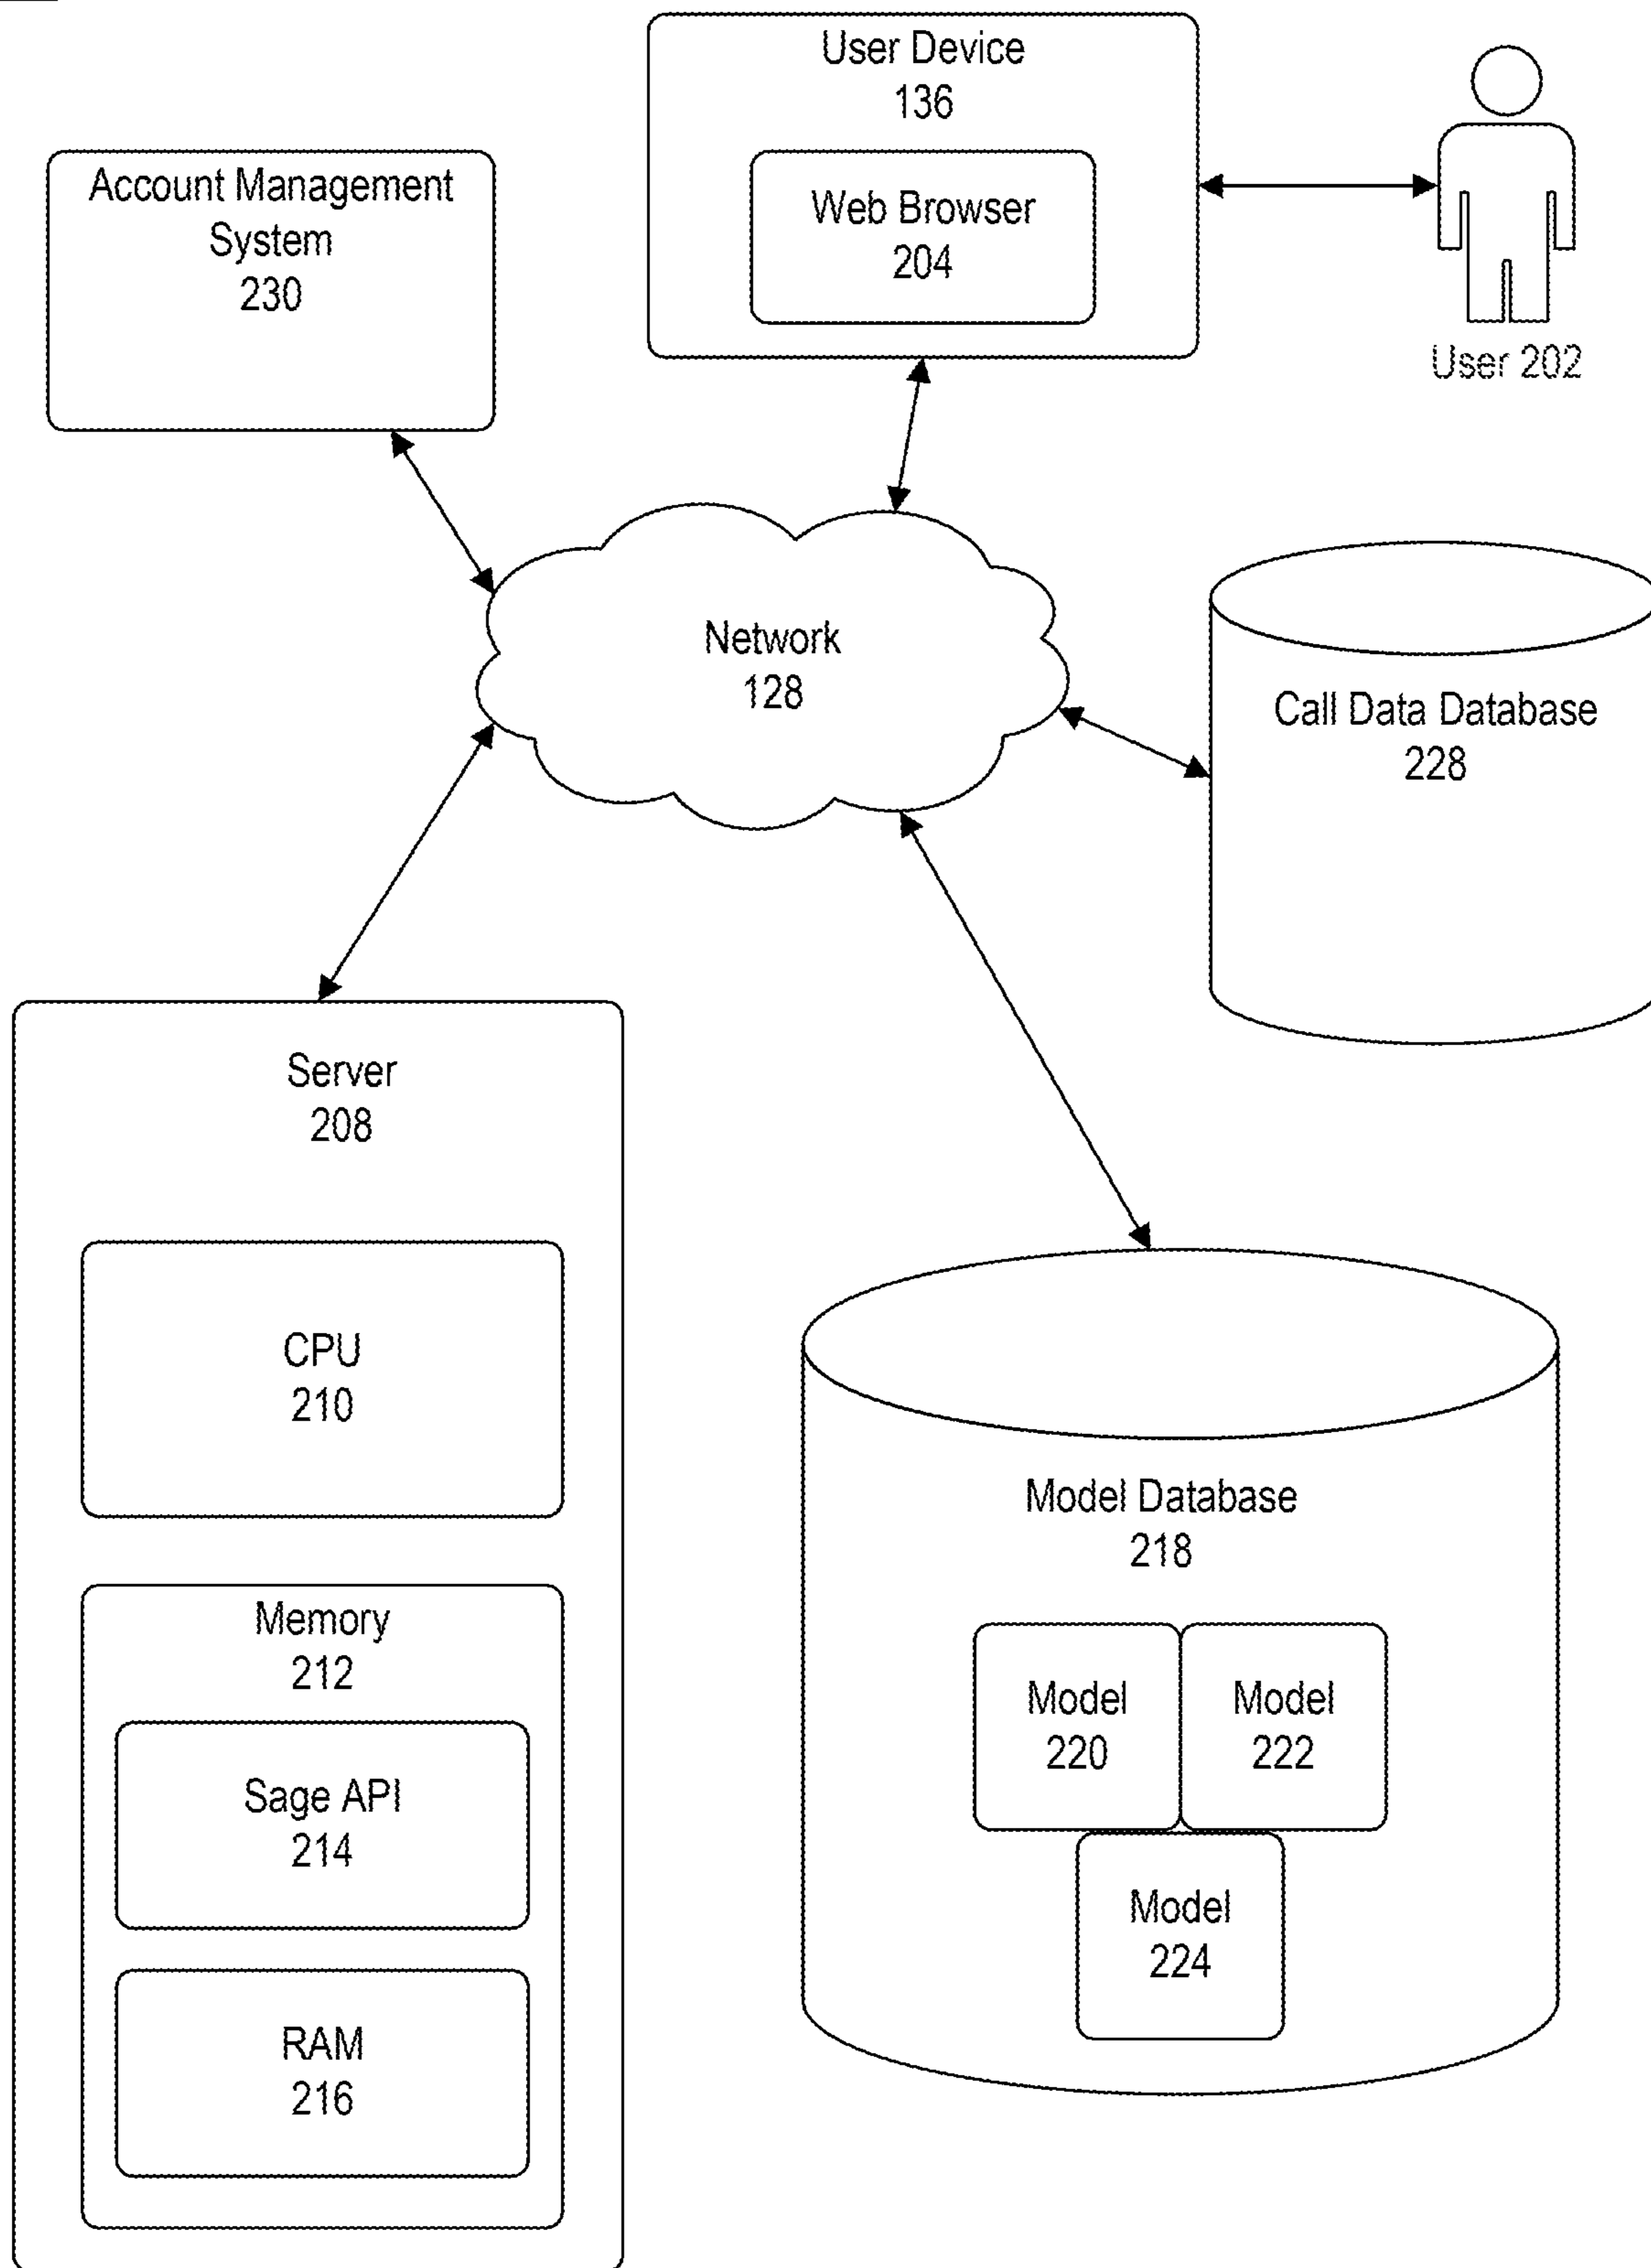 User Device
136
Web Browser
204
User 202
Account Management
System
230
Network
128
Call Data Database
228
Server
208
CPU
210
Memory
212
Sage API
214
RAM
216
Model Database
218
Model
220
Model
222
Model
224